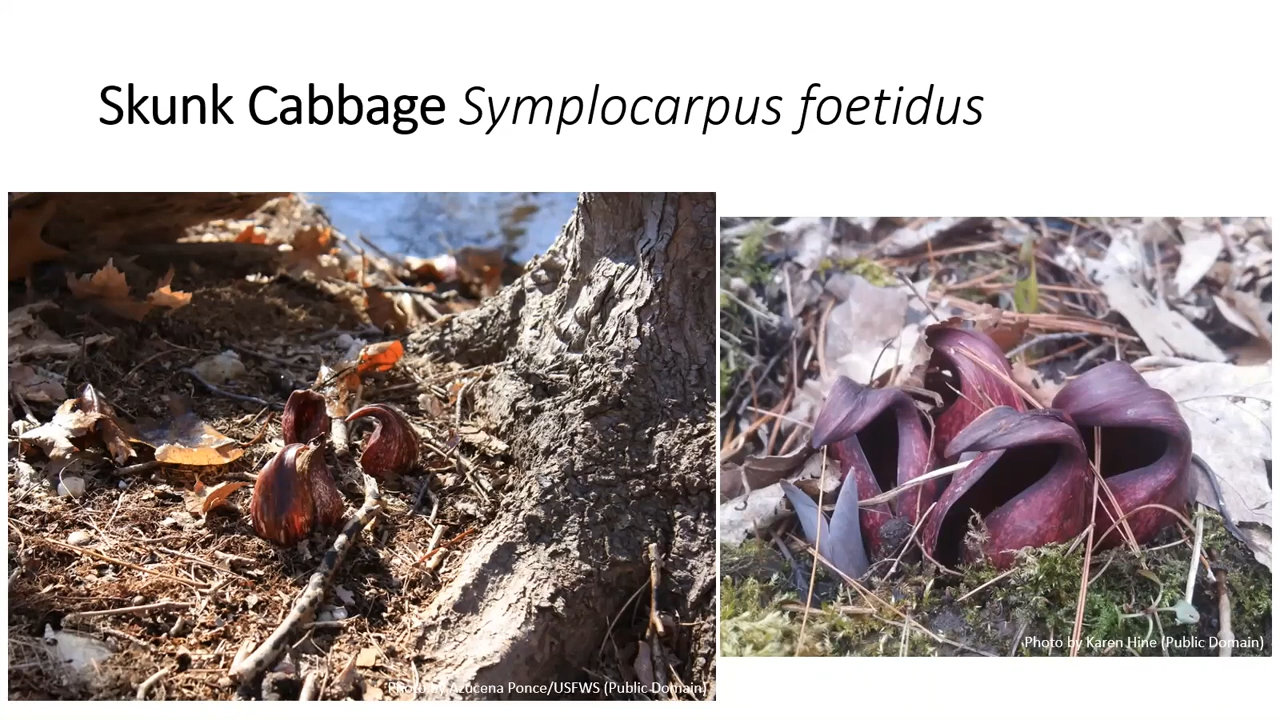 Skunk Cabbage Symplocarpus foetidus
Photo by Karen Hine (Public Domain)
Photo by Azucena Ponce/USFWS (Public Domain)